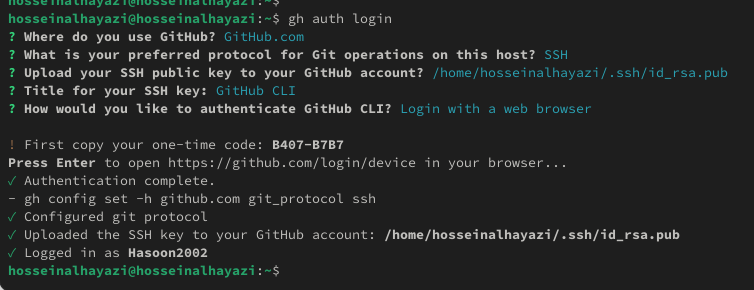 hosseinalhayazi@hosseinalhayazi:~$
hosseinalhayazi@hosseinalhayazi:~$ gh auth login
? Where do you use GitHub? GitHub.com
? What is your preferred protocol for Git operations on this host? SSH
? Upload your SSH public key to your GitHub account? /home/hosseinalhayazi/.ssh/id_rsa.pub
? Title for your SSH key: GitHub CLI
? How would you like to authenticate GitHub CLI? Login with a web browser
! First copy your one-time code: B407-B7B7
Press Enter to open https://github.com/login/device in your browser...
✓ Authentication complete.
- gh config set -h github.com git_protocol ssh
✓ Configured git protocol
✓ Uploaded the SSH key to your GitHub account: /home/hosseinalhayazi/.ssh/id_rsa.pub
✓ Logged in as Hasoon2002
hosseinalhayazi@hosseinalhayazi:~$